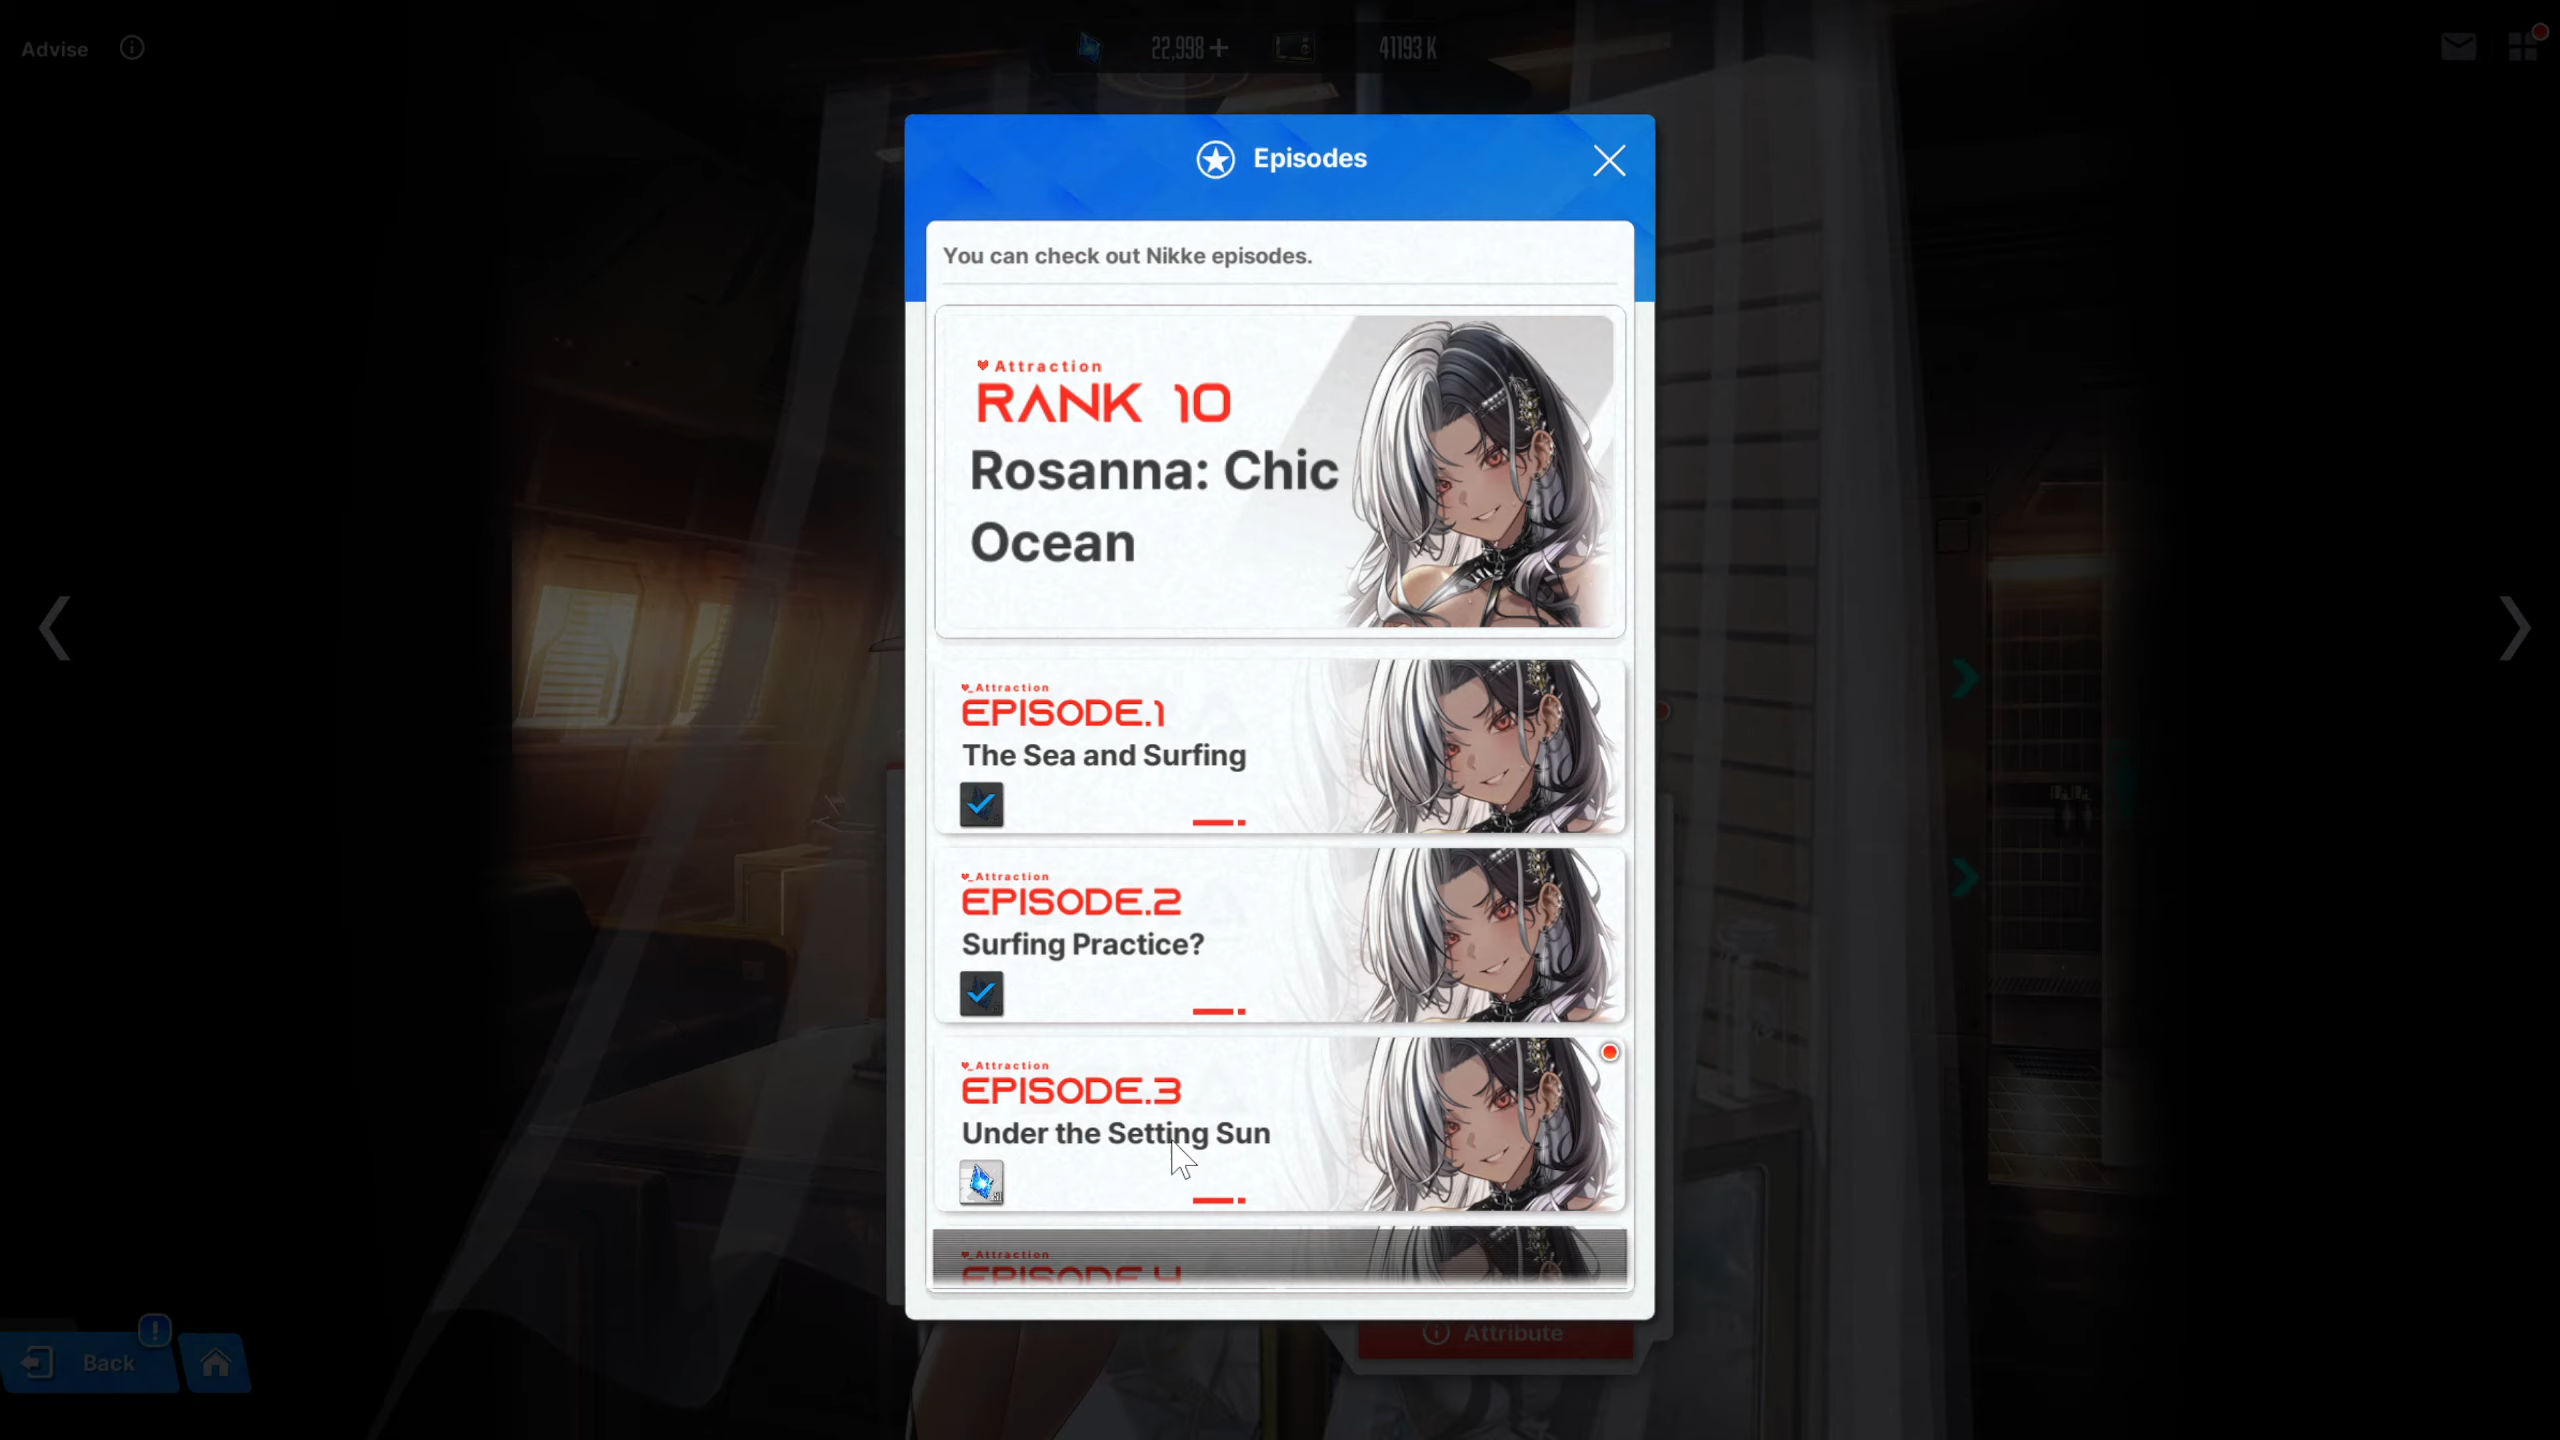 Advise
22,998
41193 K
Episodes
You can check out Nikke episodes.
Attraction
RANK 10
Rosanna: Chic
Ocean
Attraction
EPISODE.1
The Sea and Surfing
Attraction
EPISODE.2
Surfing Practice?
Attraction
EPISODE.3
Under the Setting Sun
Attraction
EPISODE.4
Attribute
Back